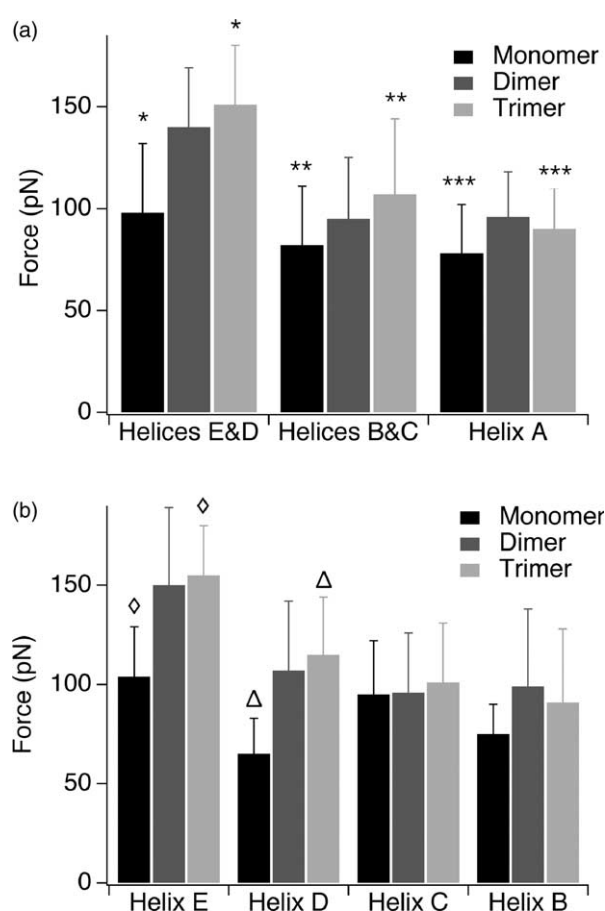 (a)
*
Monomer
Dimer
Trimer
150
*
**
**
***
***
100
50
0
Force (pN)
Helices E&D
Helices B&C
Helix A
(b)
◊
Monomer
Dimer
Trimer
150
◊
Δ
Δ
100
50
0
Force (pN)
Helix E
Helix D
Helix C
Helix B